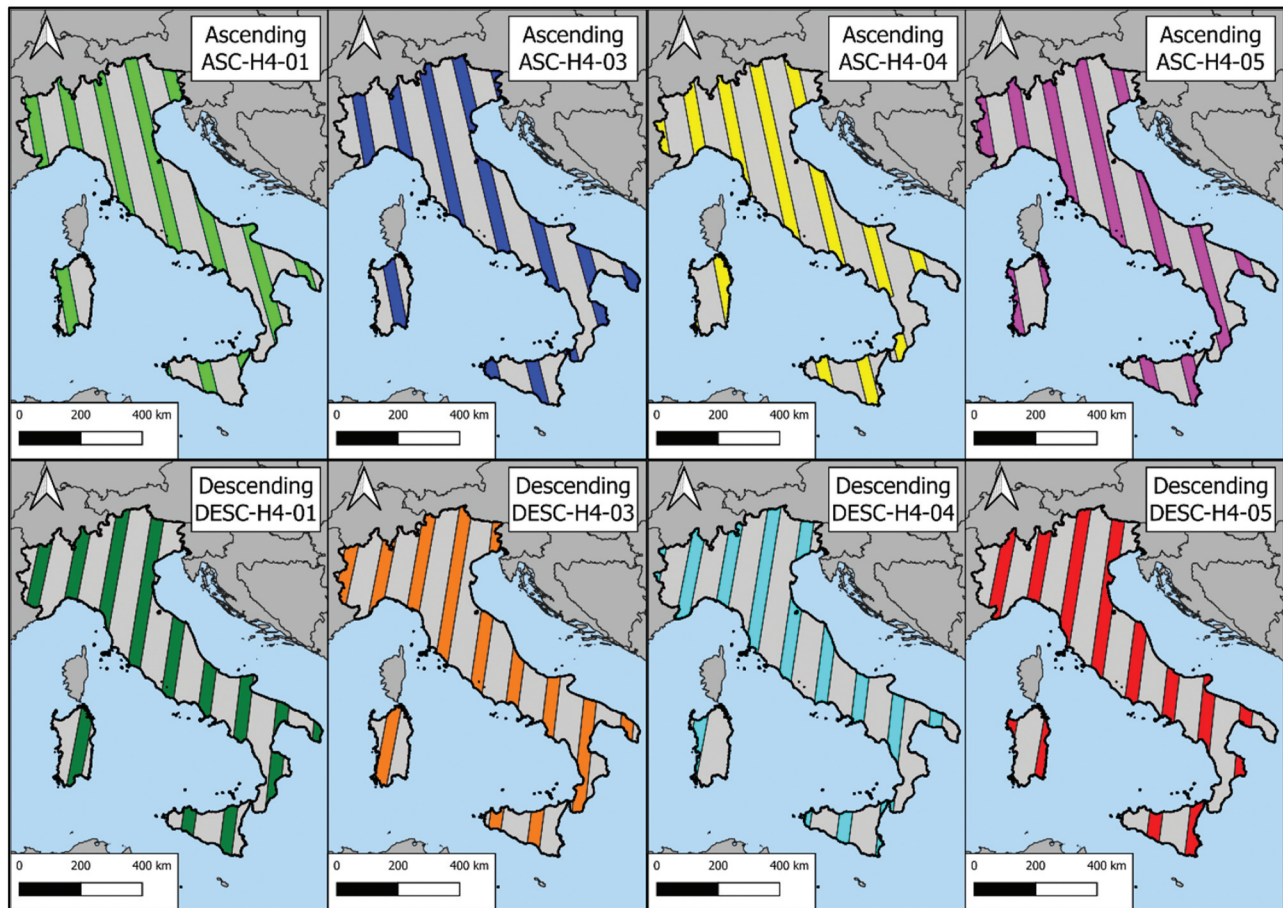 Ascending
ASC-H4-01
Ascending
ASC-H4-03
Ascending
ASC-H4-04
Ascending
ASC-H4-05
0 200 400 km
0 200 400 km
0 200 400 km
0 200 400 km
Descending
DESC-H4-01
Descending
DESC-H4-03
Descending
DESC-H4-04
Descending
DESC-H4-05
0 200 400 km
0 200 400 km
0 200 400 km
0 200 400 km